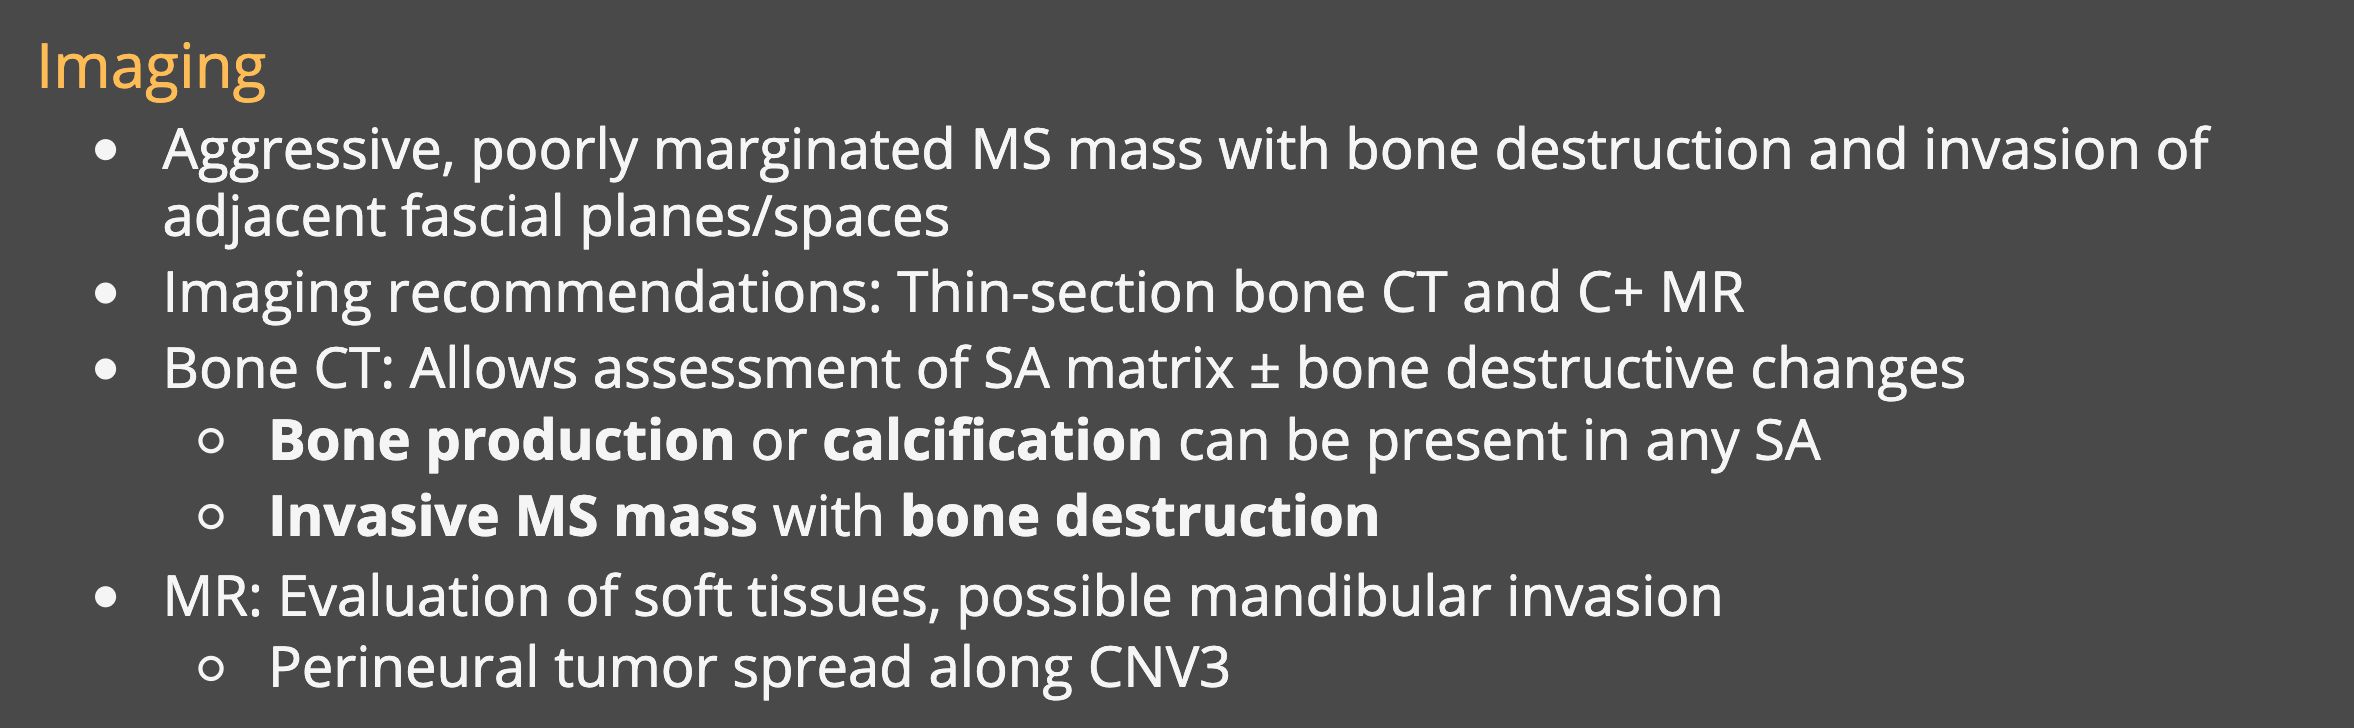 Imaging
• Aggressive, poorly marginated MS mass with bone destruction and invasion of
adjacent fascial planes/spaces
• Imaging recommendations: Thin-section bone CT and C+ MR
• Bone CT: Allows assessment of SA matrix ± bone destructive changes
○ Bone production or calcification can be present in any SA
○ Invasive MS mass with bone destruction
• MR: Evaluation of soft tissues, possible mandibular invasion
○ Perineural tumor spread along CNV3